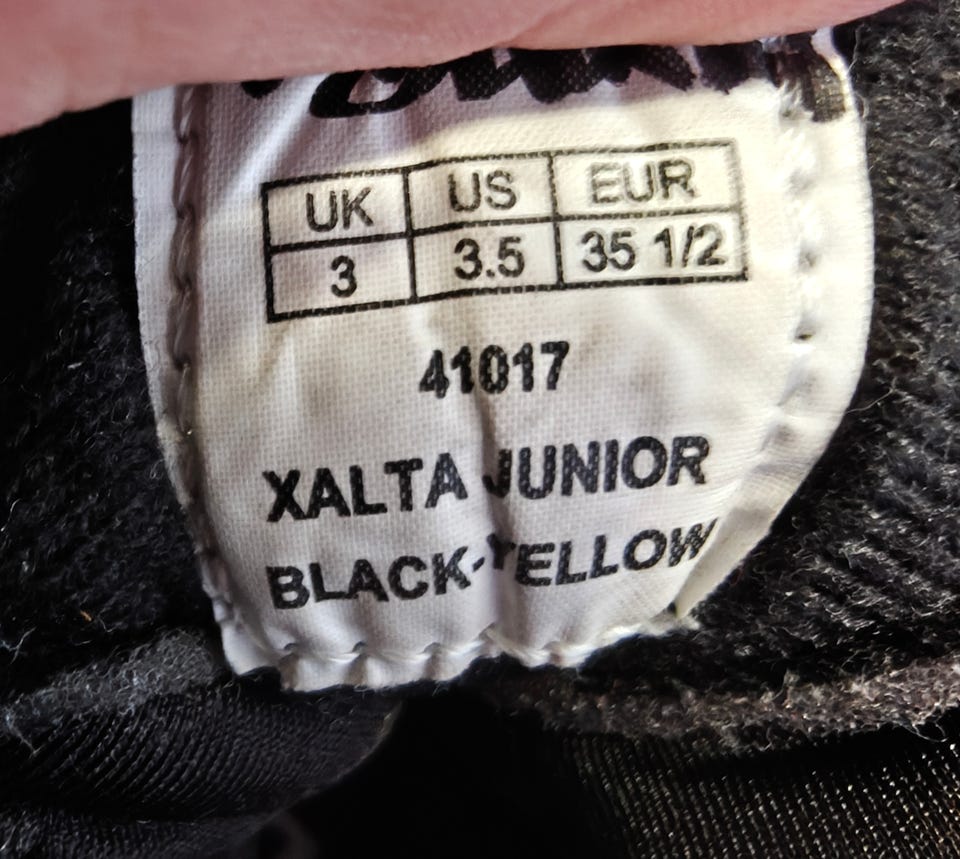 UK US EUR
3 3.5 35 1/2
41017
XALTA JUNIOR
BLACK-YELLOW